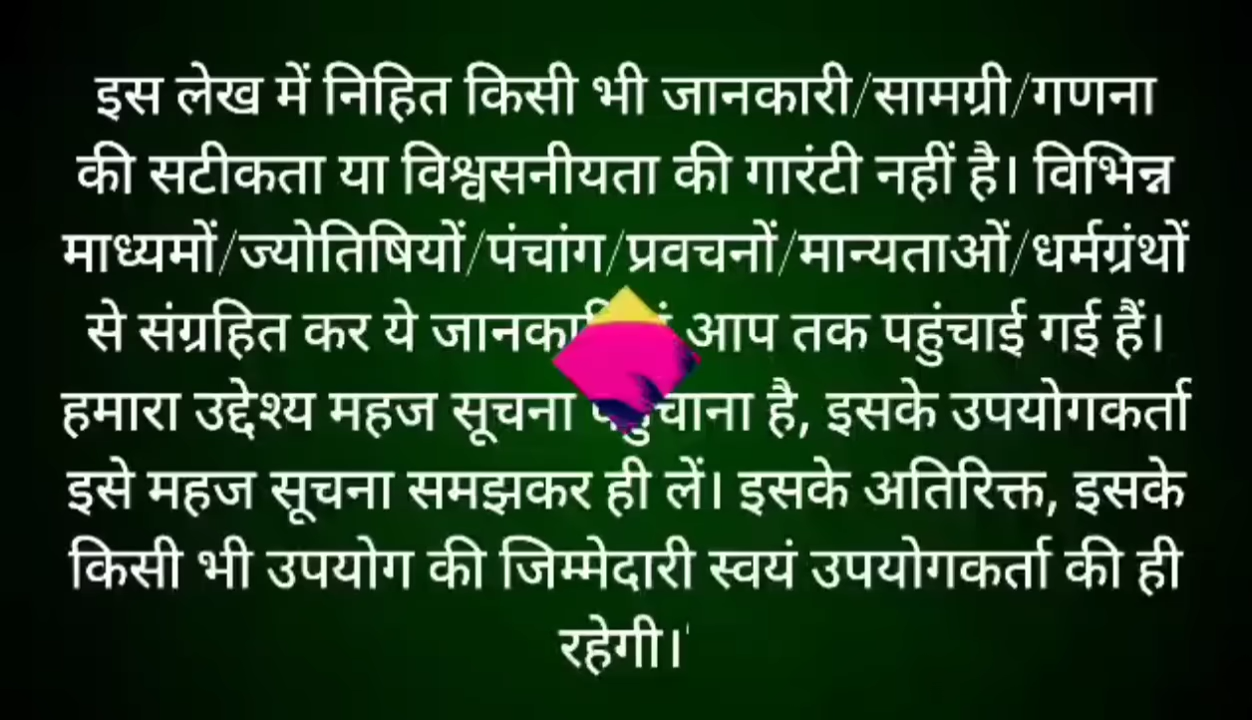 इस लेख में निहित किसी भी जानकारी/सामग्री/गणना
की सटीकता या विश्वसनीयता की गारंटी नहीं है। विभिन्न
माध्यमों/ज्योतिषियों/पंचांग/प्रवचनों/मान्यताओं/धर्मग्रंथों
से संग्रहित कर ये आप तक पहुंचाई गई हैं।
हमारा उद्देश्य महज सूचना है, इसके उपयोगकर्ता
इसे महज सूचना समझकर ही लें। इसके अतिरिक्त, इसके
किसी भी उपयोग की जिम्मेदारी स्वयं उपयोगकर्ता की ही
रहेगी।'